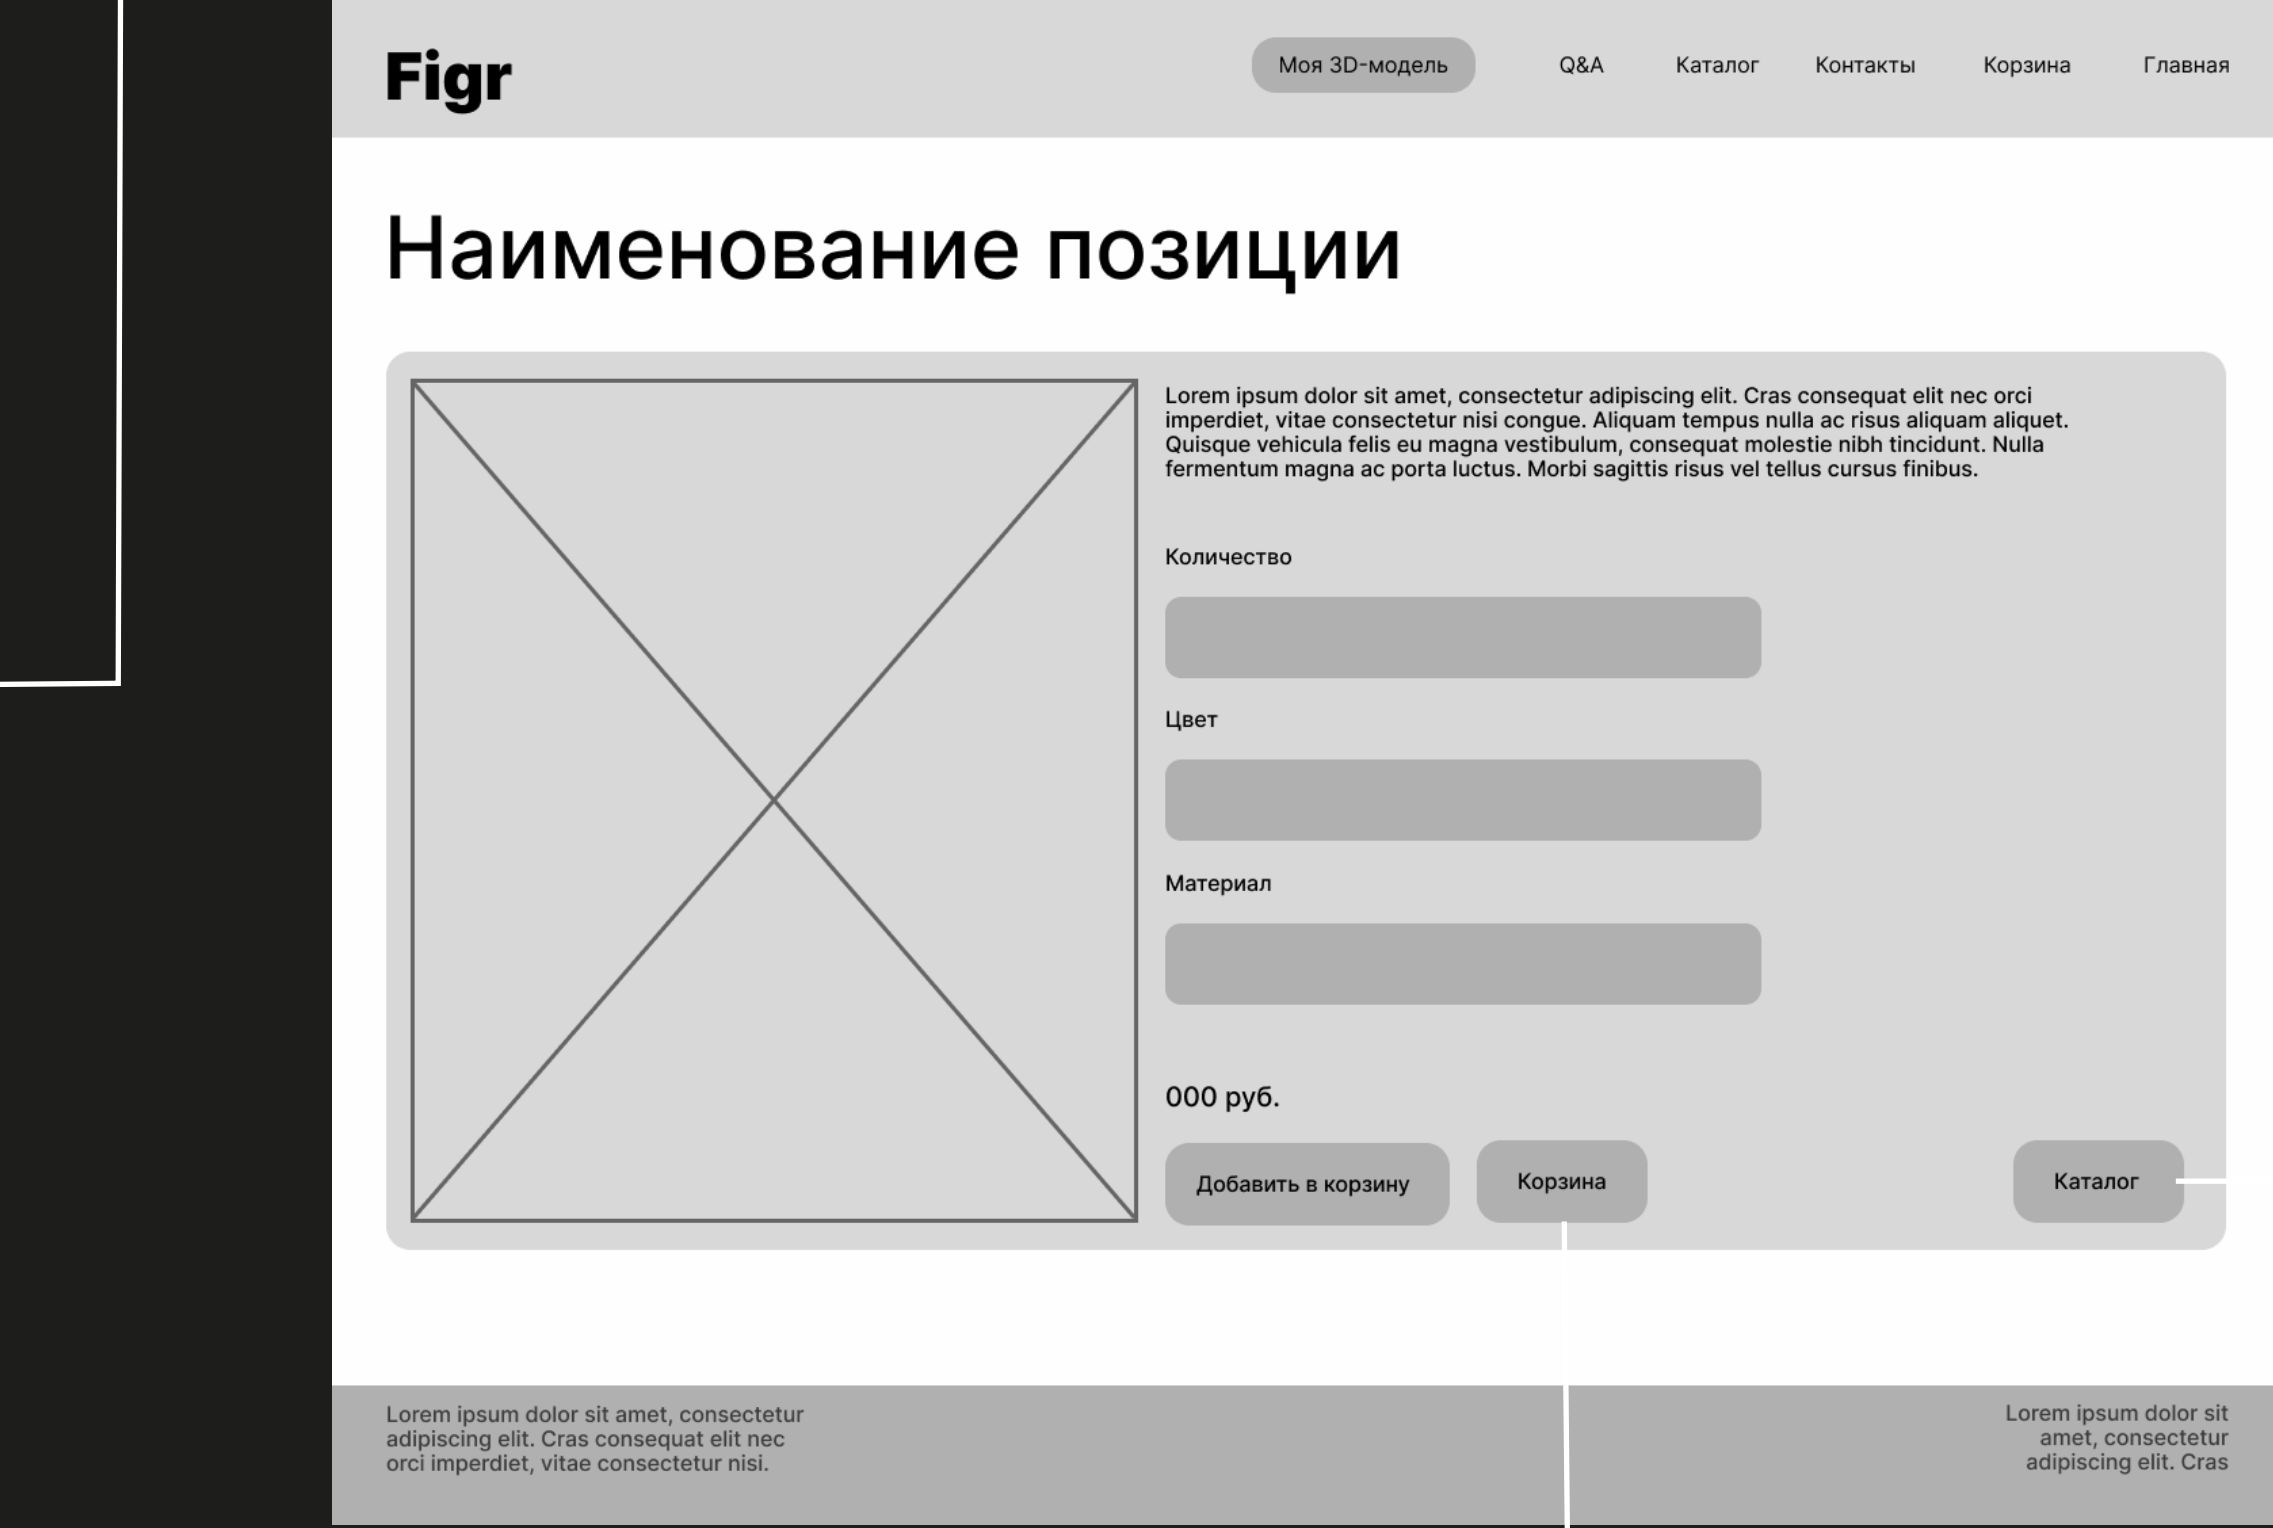 Figr
Моя 3D-модель Q&A Каталог Контакты Корзина Главная
Наименование позиции
Lorem ipsum dolor sit amet, consectetur adipiscing elit. Cras consequat elit nec orci
imperdiet, vitae consectetur nisi congue. Aliquam tempus nulla ac risus aliquam aliquet.
Quisque vehicula felis eu magna vestibulum, consequat molestie nibh tincidunt. Nulla
fermentum magna ac porta luctus. Morbi sagittis risus vel tellus cursus finibus.
Количество
Цвет
Материал
000 руб.
Добавить в корзину Корзина Каталог
Lorem ipsum dolor sit amet, consectetur
adipiscing elit. Cras consequat elit nec
orci imperdiet, vitae consectetur nisi.
Lorem ipsum dolor sit
amet, consectetur
adipiscing elit. Cras